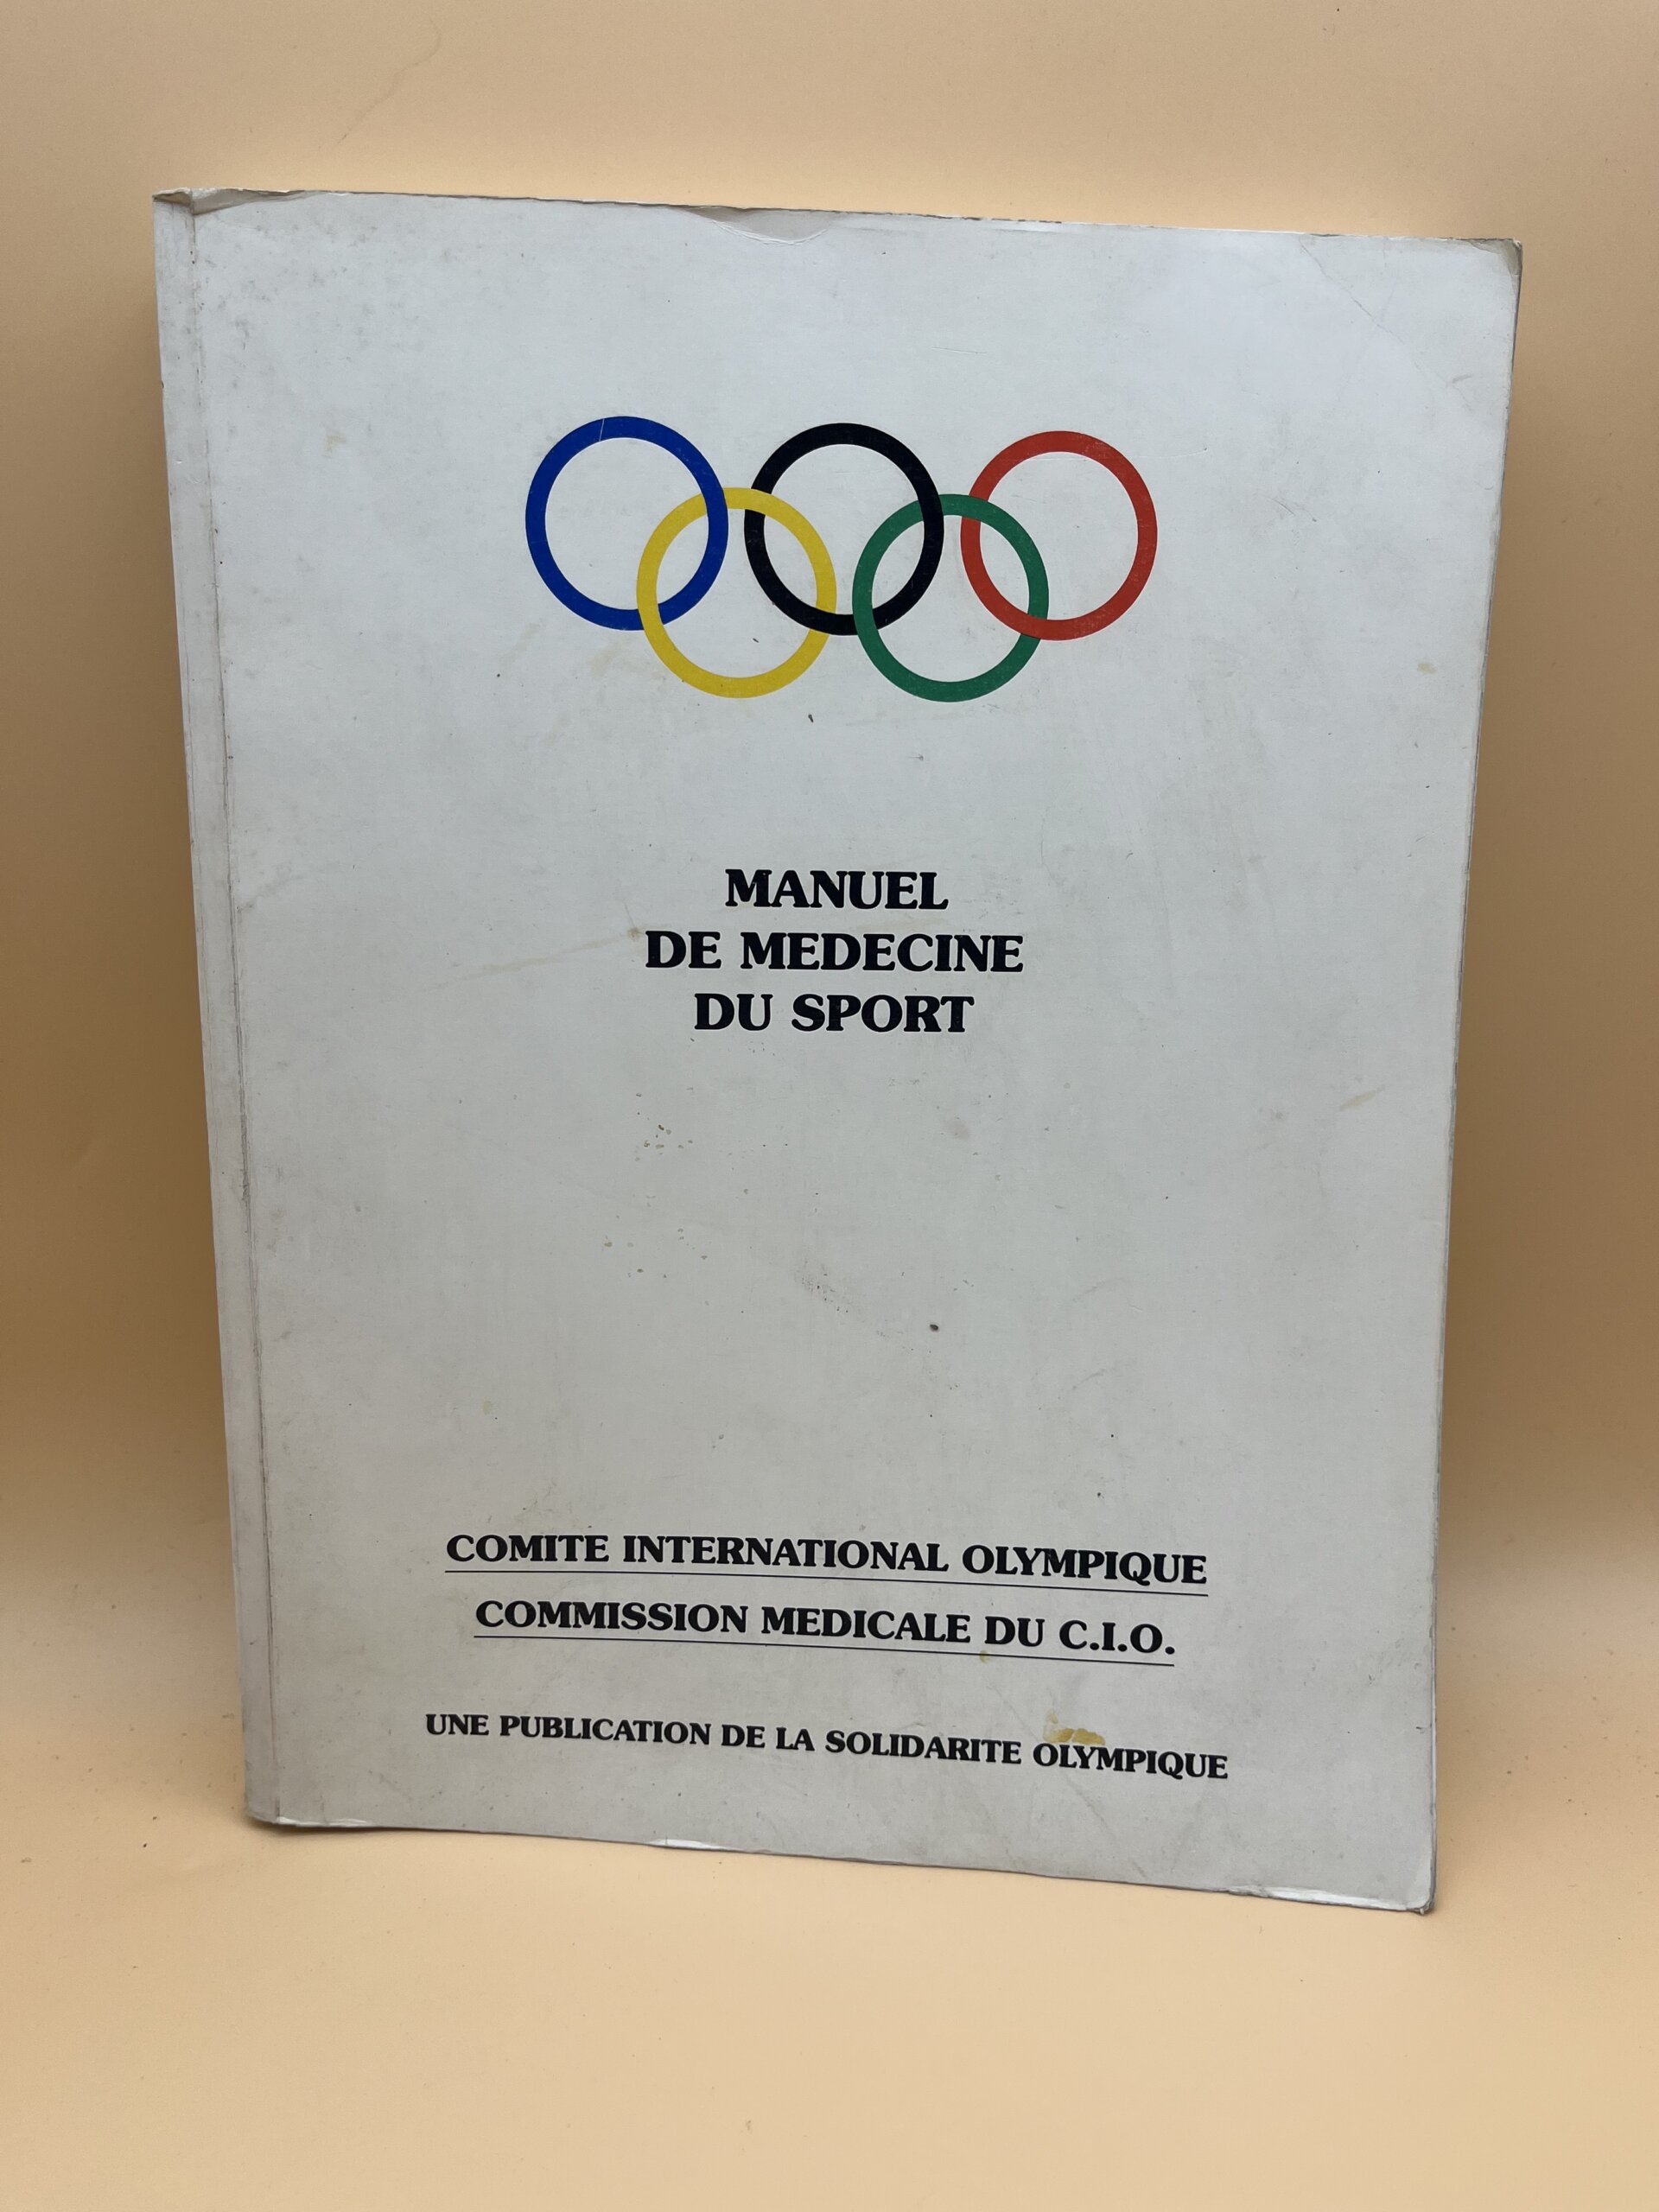 MANUEL
DE MEDECINE
DU SPORT
COMITE INTERNATIONAL OLYMPIQUE
COMMISSION MEDICALE DU C.I.O.
UNE PUBLICATION DE LA SOLIDARITE OLYMPIQUE